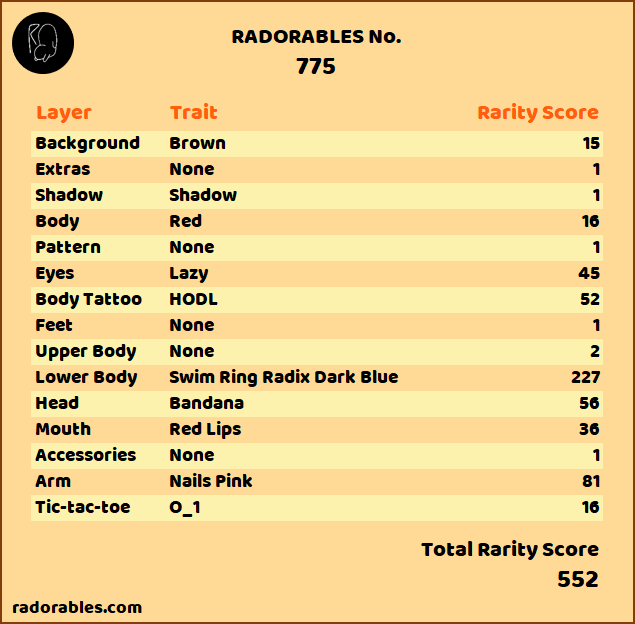 RADORABLES No.
775
Layer Trait Rarity Score
Background Brown 15
Extras None 1
Shadow Shadow 1
Body Red 16
Pattern None 1
Eyes Lazy 45
Body Tattoo HODL 52
Feet None 1
Upper Body None 2
Lower Body Swim Ring Radix Dark Blue 227
Head Bandana 56
Mouth Red Lips 36
Accessories None 1
Arm Nails Pink 81
Tic-tac-toe O_1 16
Total Rarity Score
552
radorables.com